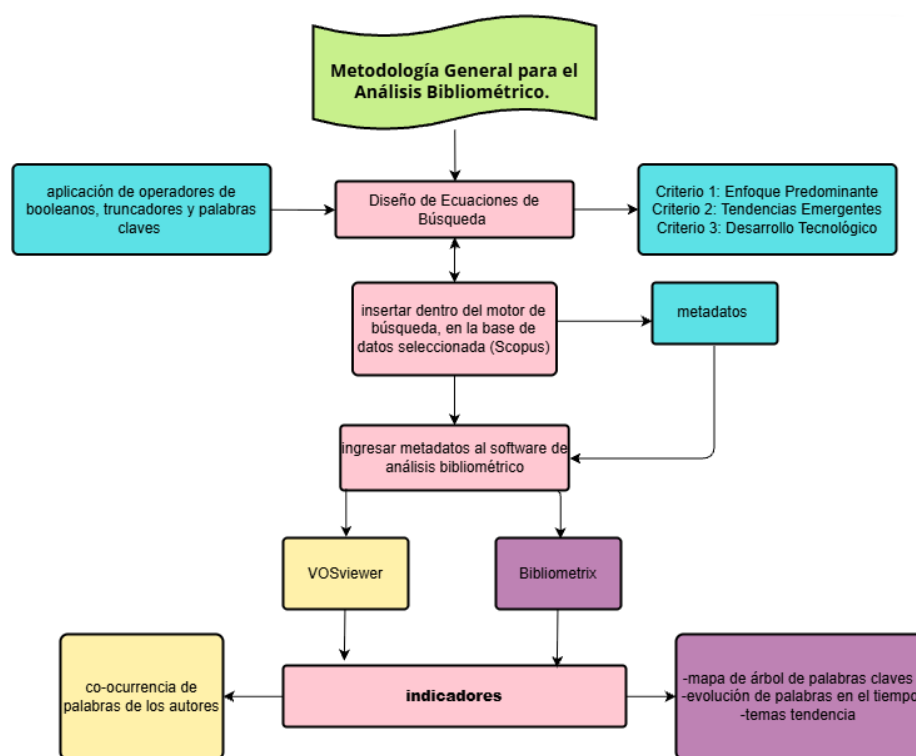 Metodología General para el
Análisis Bibliométrico.
aplicación de operadores de
booleanos, truncadores y palabras
claves
Diseño de Ecuaciones de
Búsqueda
Criterio 1: Enfoque Predominante
Criterio 2: Tendencias Emergentes
Criterio 3: Desarrollo Tecnológico
insertar dentro del motor de
búsqueda, en la base de
datos seleccionada (Scopus)
metadatos
ingresar metadatos al software de
análisis bibliométrico
VOSviewer
Bibliometrix
co-ocurrencia de
palabras de los autores
indicadores
-mapa de árbol de palabras claves
-evolución de palabras en el tiempo
-temas tendencia